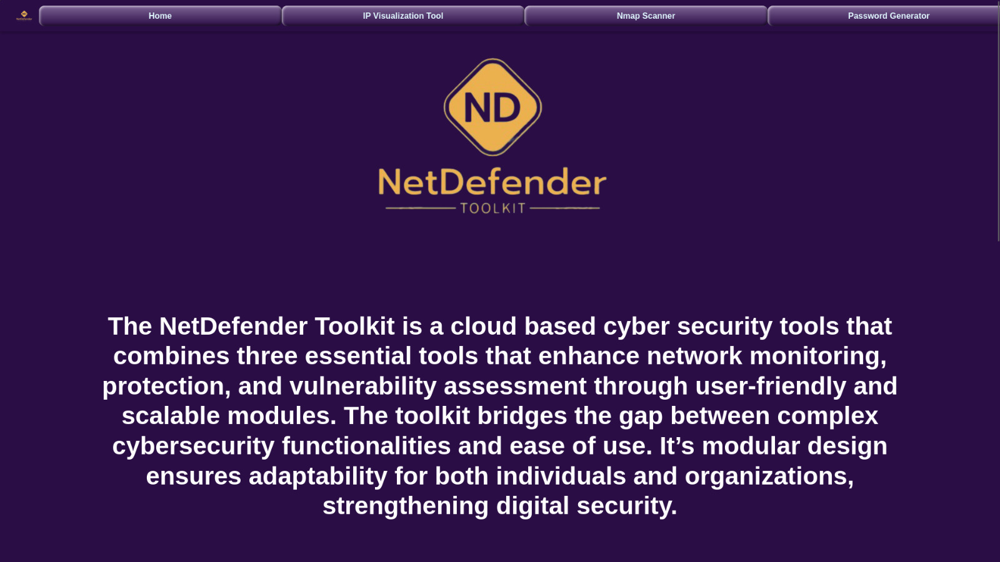 Home
IP Visualization Tool
Nmap Scanner
Password Generator
ND
NetDefender
TOOLKIT
The NetDefender Toolkit is a cloud based cyber security tools that
combines three essential tools that enhance network monitoring,
protection, and vulnerability assessment through user-friendly and
scalable modules. The toolkit bridges the gap between complex
cybersecurity functionalities and ease of use. It’s modular design
ensures adaptability for both individuals and organizations,
strengthening digital security.